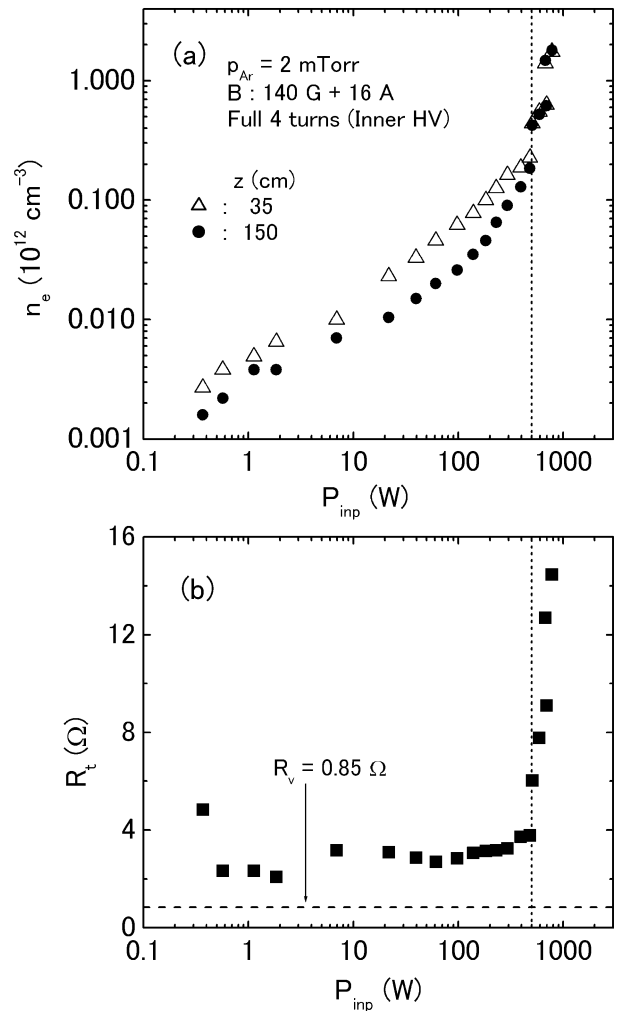 (a)
p_Ar = 2 mTorr
B : 140 G + 16 A
Full 4 turns (Inner HV)
z (cm)
△ : 35
● : 150
1.000
0.100
0.010
0.001
n_e (10^12 cm^-3)
0.1 1 10 100 1000
P_inp (W)
(b)
R_v = 0.85 Ω
16
12
8
4
0
R_t (Ω)
0.1 1 10 100 1000
P_inp (W)